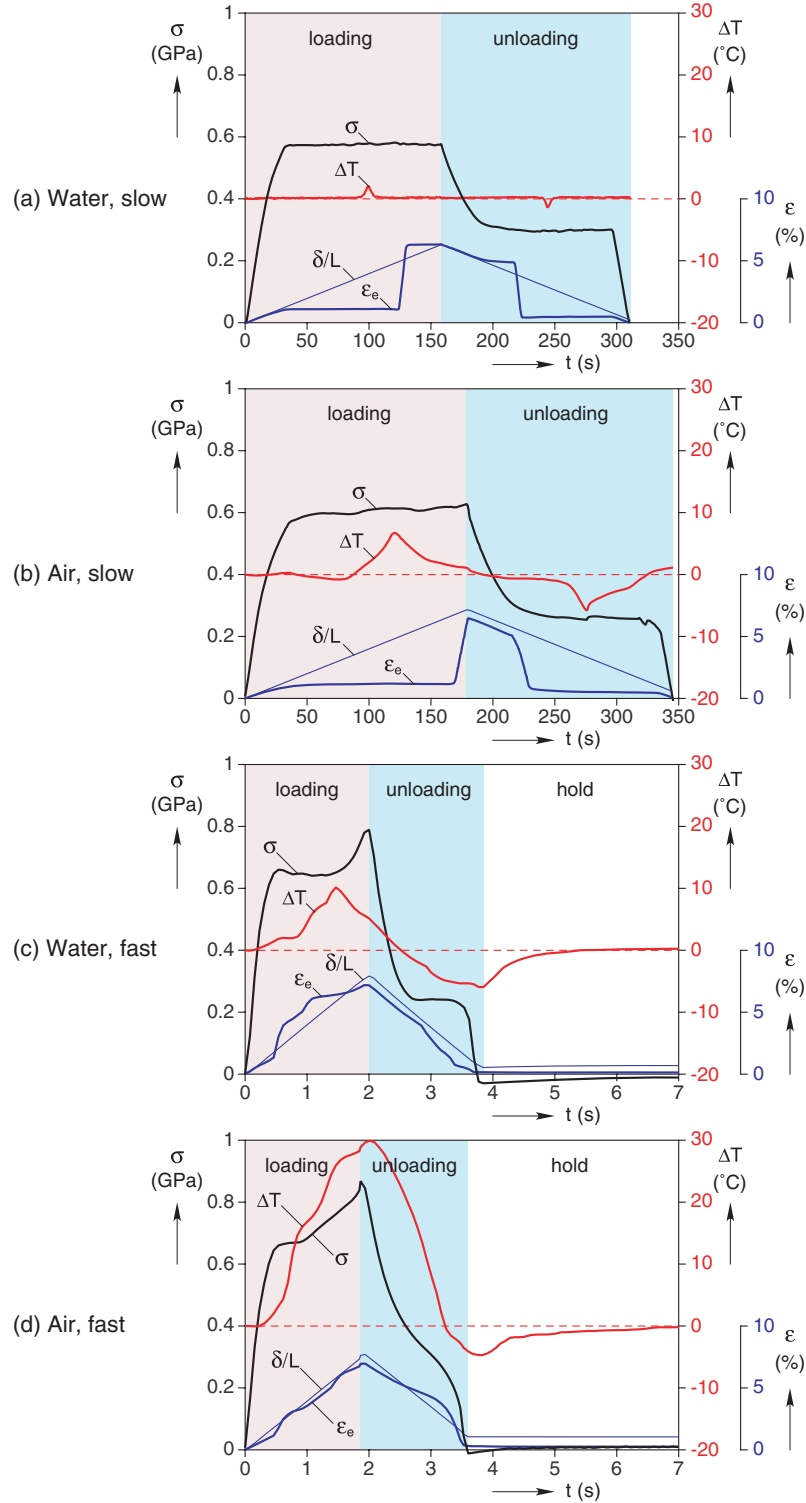 σ
(GPa)
ΔT
(°C)
loading
unloading
1
0.8
0.6
0.4
0.2
0
30
20
10
0
-10
-20
10
5
0
ε
(%)
(a) Water, slow
σ
ΔT
δ/L
εe
0 50 100 150 200 250 300 350
t (s)
σ
(GPa)
ΔT
(°C)
loading
unloading
1
0.8
0.6
0.4
0.2
0
30
20
10
0
-10
-20
10
5
0
ε
(%)
(b) Air, slow
σ
ΔT
δ/L
εe
0 50 100 150 200 250 300 350
t (s)
σ
(GPa)
ΔT
(°C)
loading
unloading
hold
1
0.8
0.6
0.4
0.2
0
30
20
10
0
-10
-20
10
5
0
ε
(%)
(c) Water, fast
σ
ΔT
δ/L
εe
0 1 2 3 4 5 6 7
t (s)
σ
(GPa)
ΔT
(°C)
loading
unloading
hold
1
0.8
0.6
0.4
0.2
0
30
20
10
0
-10
-20
10
5
0
ε
(%)
(d) Air, fast
ΔT
σ
δ/L
εe
0 1 2 3 4 5 6 7
t (s)